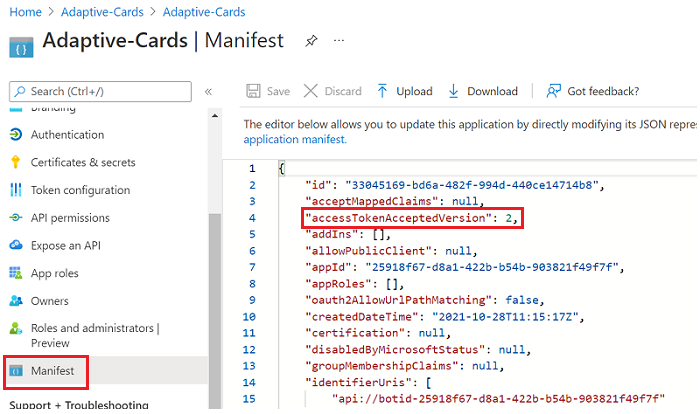 Home > Adaptive-Cards > Adaptive-Cards
Adaptive-Cards | Manifest
Search (Ctrl+/)
«
Save
Discard
Upload
Download
Got feedback?
Branding
Authentication
Certificates & secrets
Token configuration
API permissions
Expose an API
App roles
Owners
Roles and administrators |
Preview
Manifest
Support + Troubleshooting
The editor below allows you to update this application by directly modifying its JSON repre
application manifest.
1 {
2 "id": "33045169-bd6a-482f-994d-440ce14714b8",
3 "acceptMappedClaims": null,
4 "accessTokenAcceptedVersion": 2,
5 "addIns": [],
6 "allowPublicClient": null,
7 "appId": "25918f67-d8a1-422b-b54b-903821f49f7f",
8 "appRoles": [],
9 "oauth2AllowUrlPathMatching": false,
10 "createdDateTime": "2021-10-28T11:15:17Z",
11 "certification": null,
12 "disabledByMicrosoftStatus": null,
13 "groupMembershipClaims": null,
14 "identifierUris": [
15 "api://botid-25918f67-d8a1-422b-b54b-903821f49f7f"